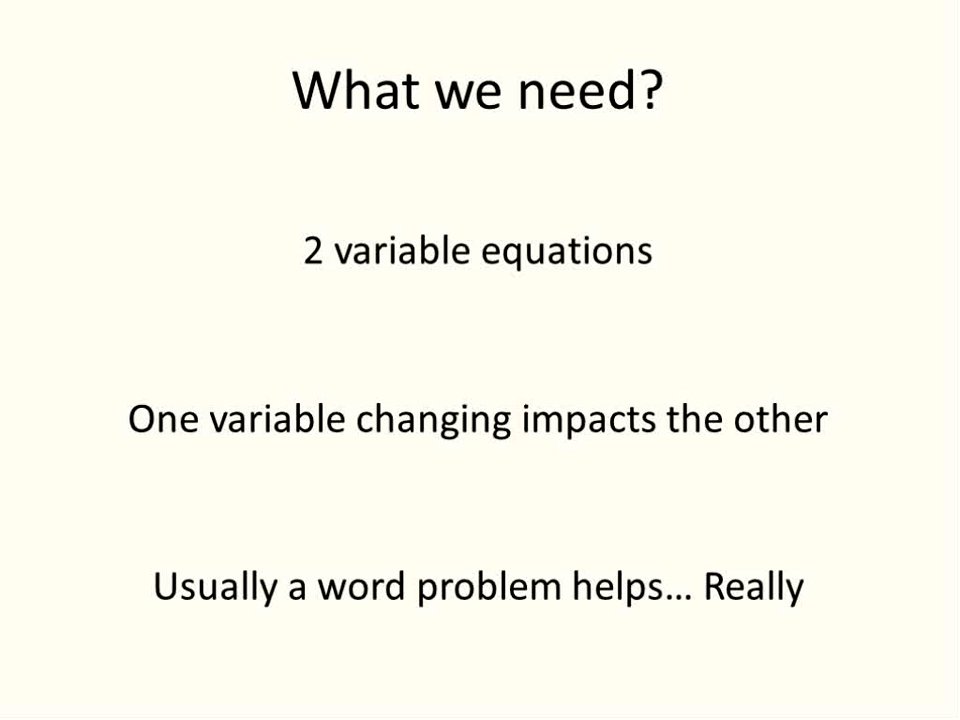 What we need?
2 variable equations
One variable changing impacts the other
Usually a word problem helps… Really